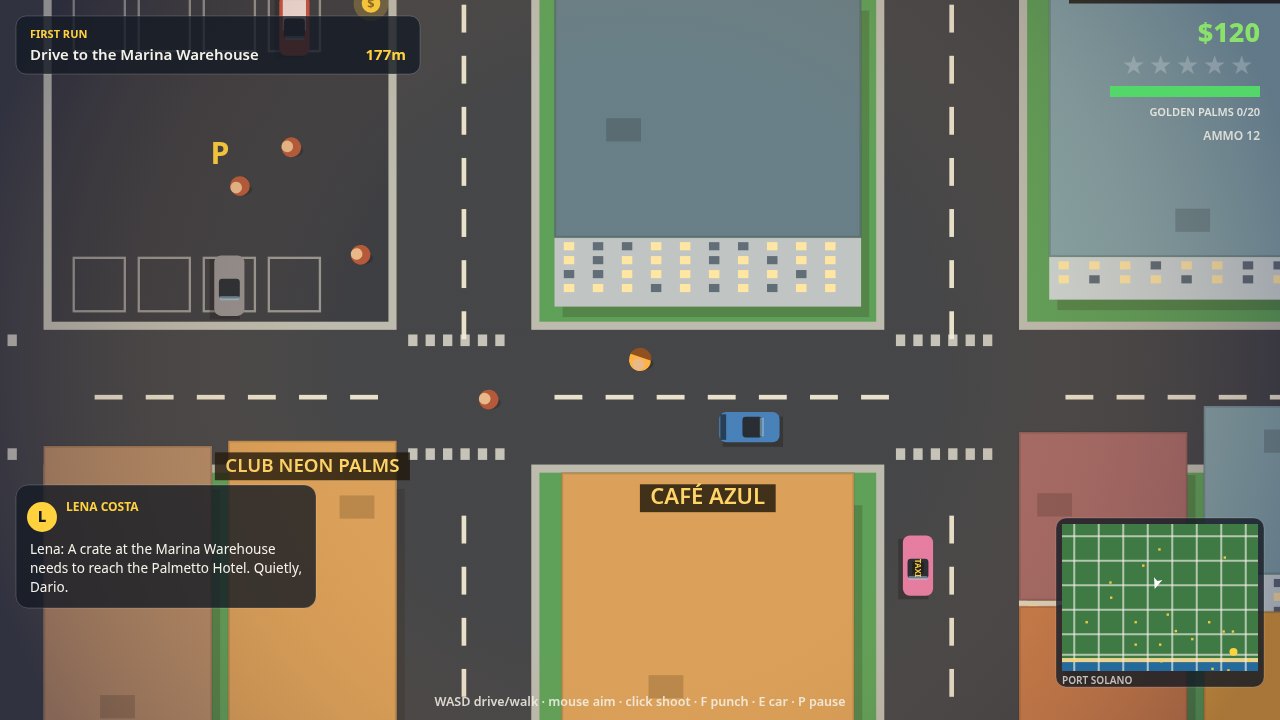 $
FIRST RUN
Drive to the Marina Warehouse 177m
$120
GOLDEN PALMS 0/20
AMMO 12
P
CLUB NEON PALMS
CAFÉ AZUL
L LENA COSTA
Lena: A crate at the Marina Warehouse
needs to reach the Palmetto Hotel. Quietly,
Dario.
TAXI
PORT SOLANO
WASD drive/walk · mouse aim · click shoot · F punch · E car · P pause